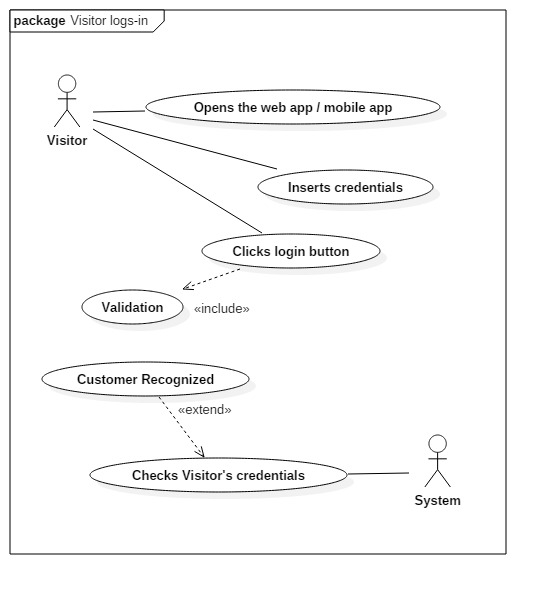 package Visitor logs-in
Opens the web app / mobile app
Visitor
Inserts credentials
Clicks login button
Validation
«include»
Customer Recognized
«extend»
Checks Visitor's credentials
System